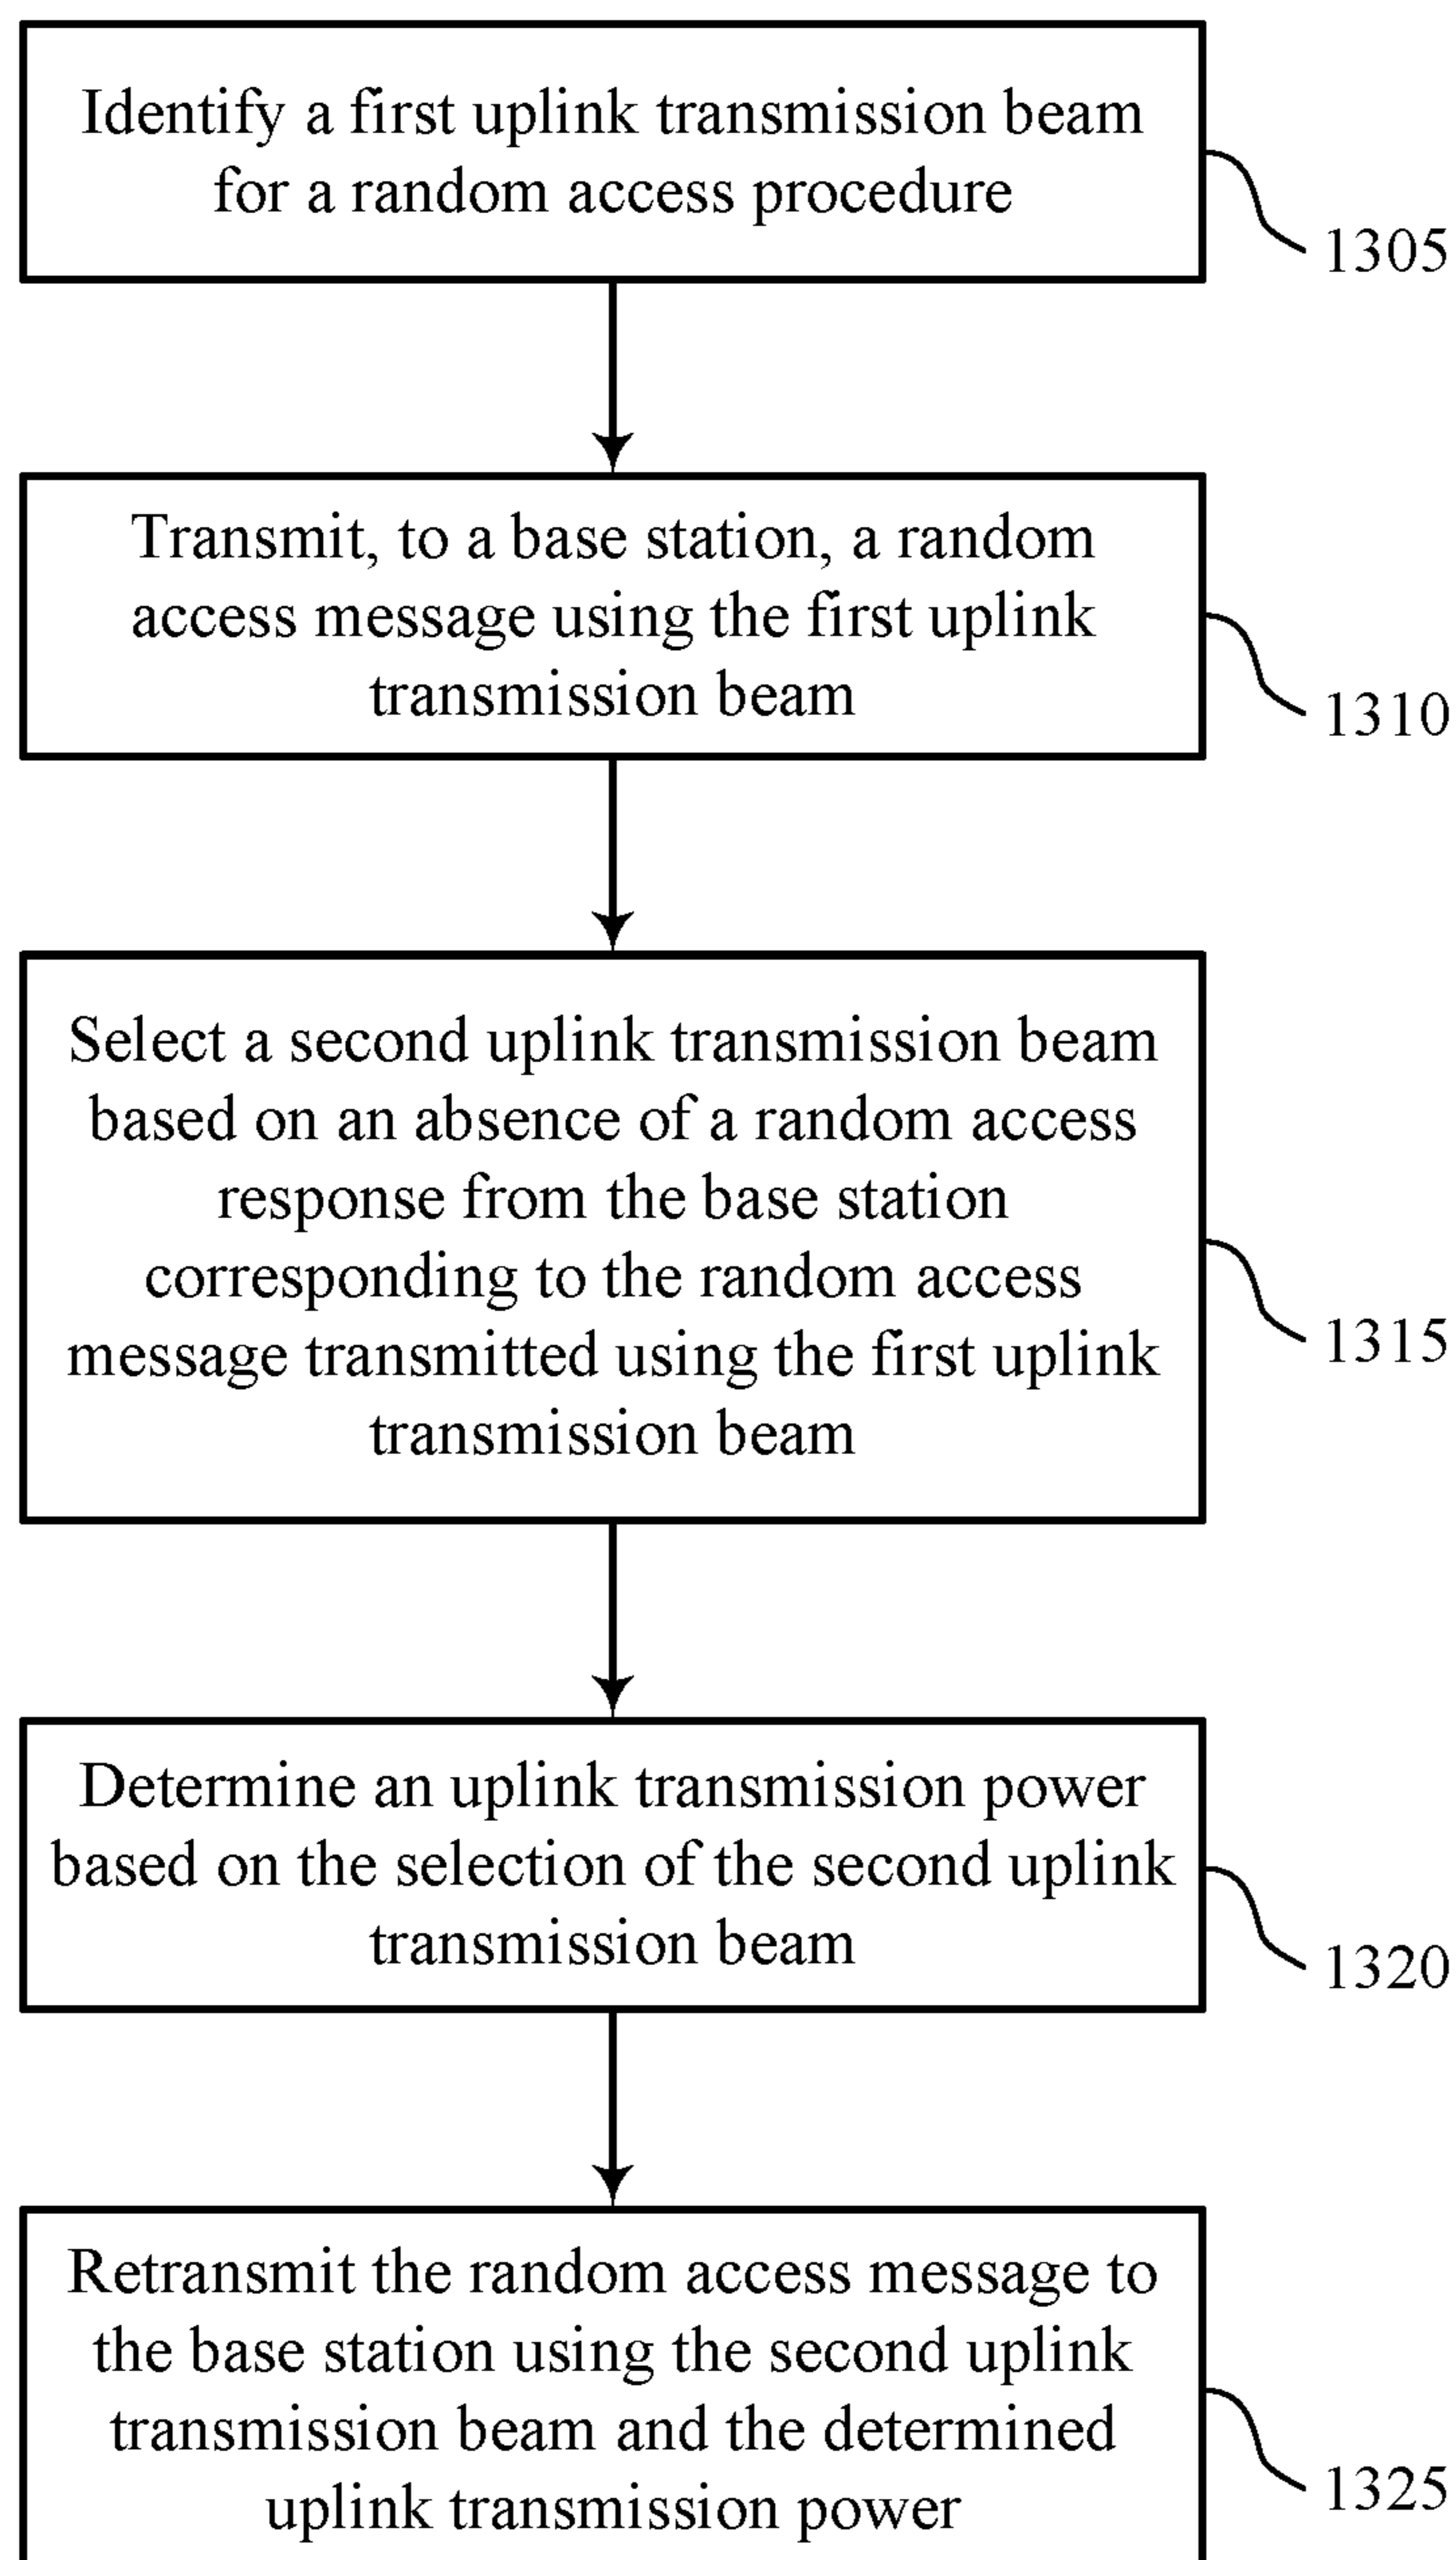 Identify a first uplink transmission beam
for a random access procedure
1305
Transmit, to a base station, a random
access message using the first uplink
transmission beam
1310
Select a second uplink transmission beam
based on an absence of a random access
response from the base station
corresponding to the random access
message transmitted using the first uplink
transmission beam
1315
Determine an uplink transmission power
based on the selection of the second uplink
transmission beam
1320
Retransmit the random access message to
the base station using the second uplink
transmission beam and the determined
uplink transmission power
1325